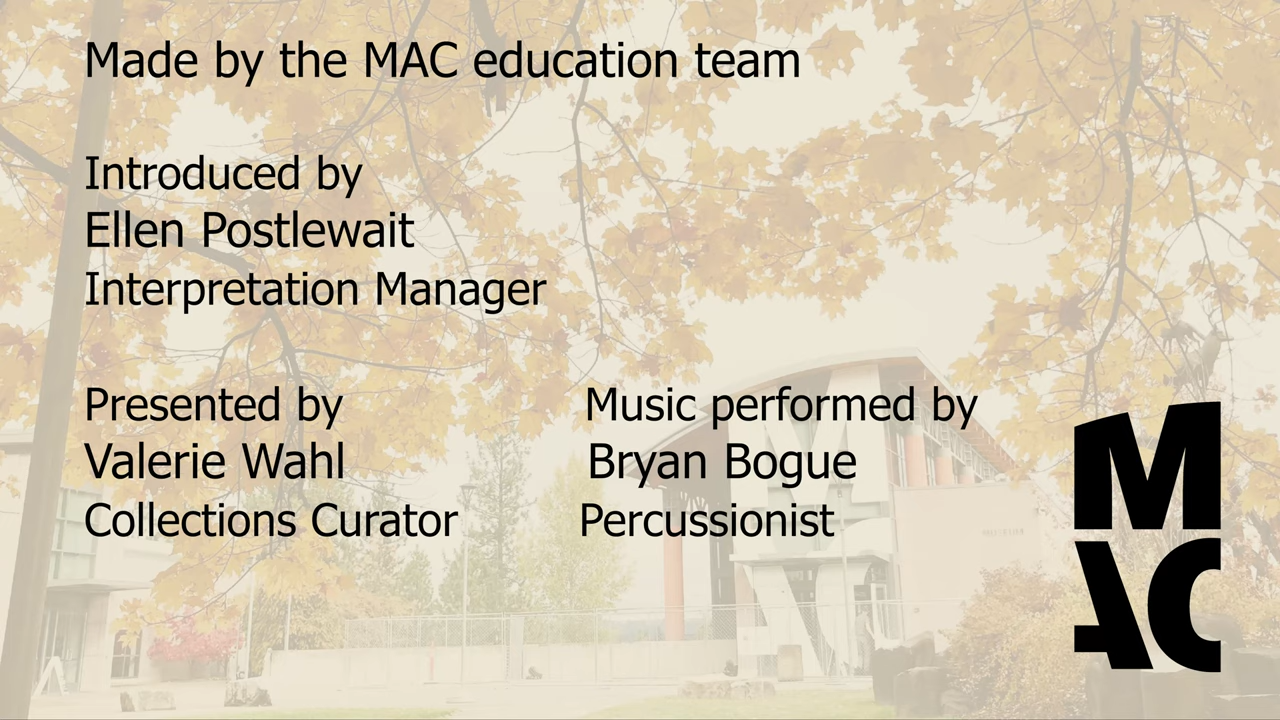 Made by the MAC education team
Introduced by
Ellen Postlewait
Interpretation Manager
Presented by
Valerie Wahl
Collections Curator
Music performed by
Bryan Bogue
Percussionist
MAC